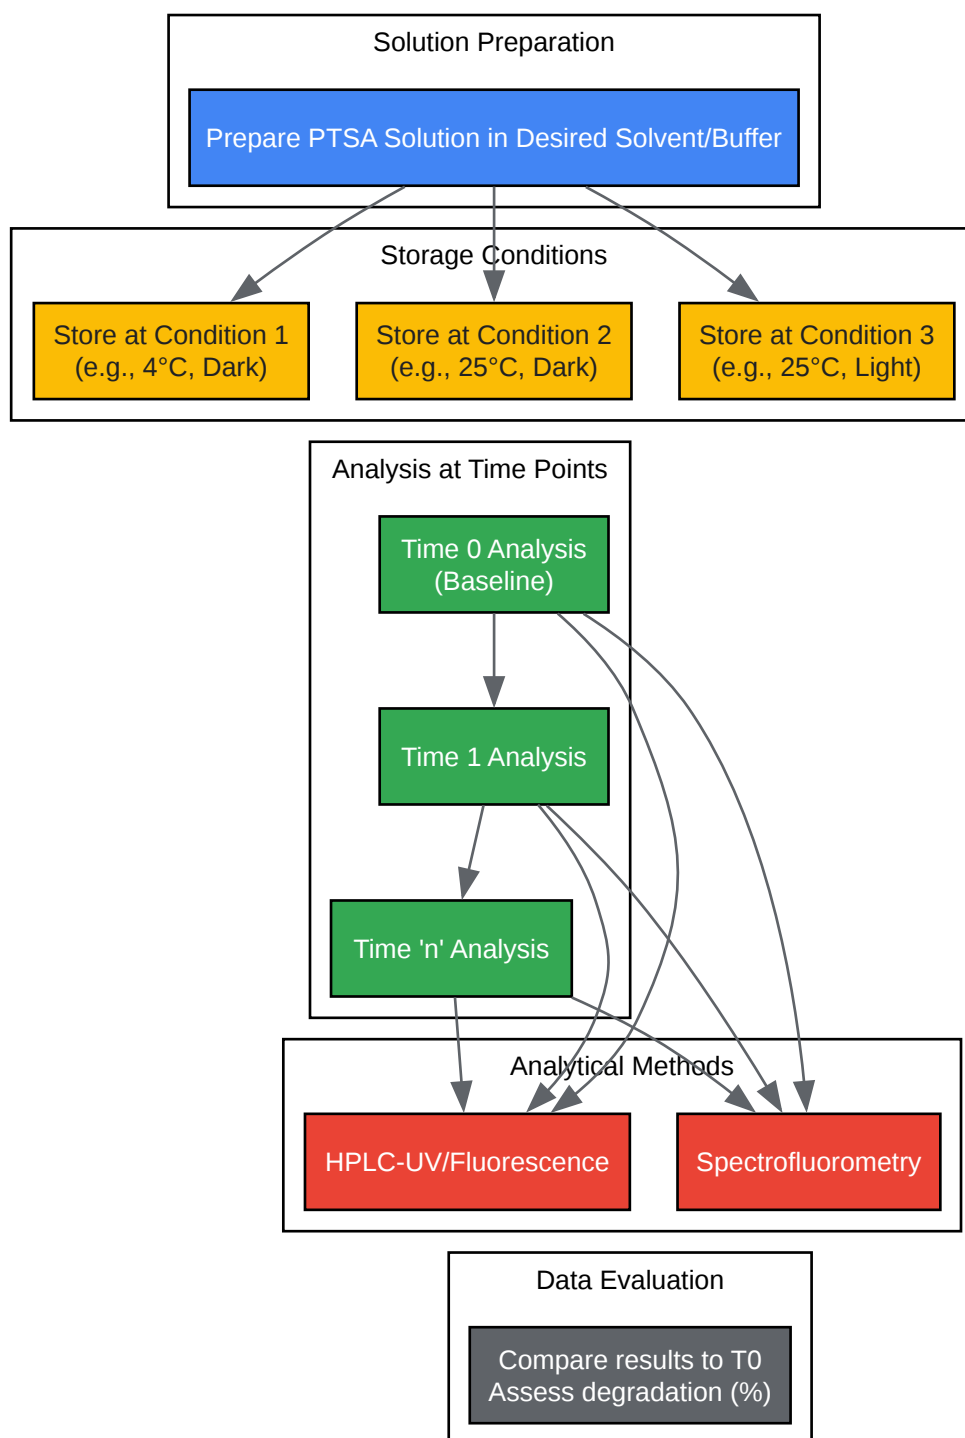 Solution Preparation
Prepare PTSA Solution in Desired Solvent/Buffer
Storage Conditions
Store at Condition 1
(e.g., 4°C, Dark)
Store at Condition 2
(e.g., 25°C, Dark)
Store at Condition 3
(e.g., 25°C, Light)
Analysis at Time Points
Time 0 Analysis
(Baseline)
Time 1 Analysis
Time 'n' Analysis
Analytical Methods
HPLC-UV/Fluorescence
Spectrofluorometry
Data Evaluation
Compare results to T0
Assess degradation (%)